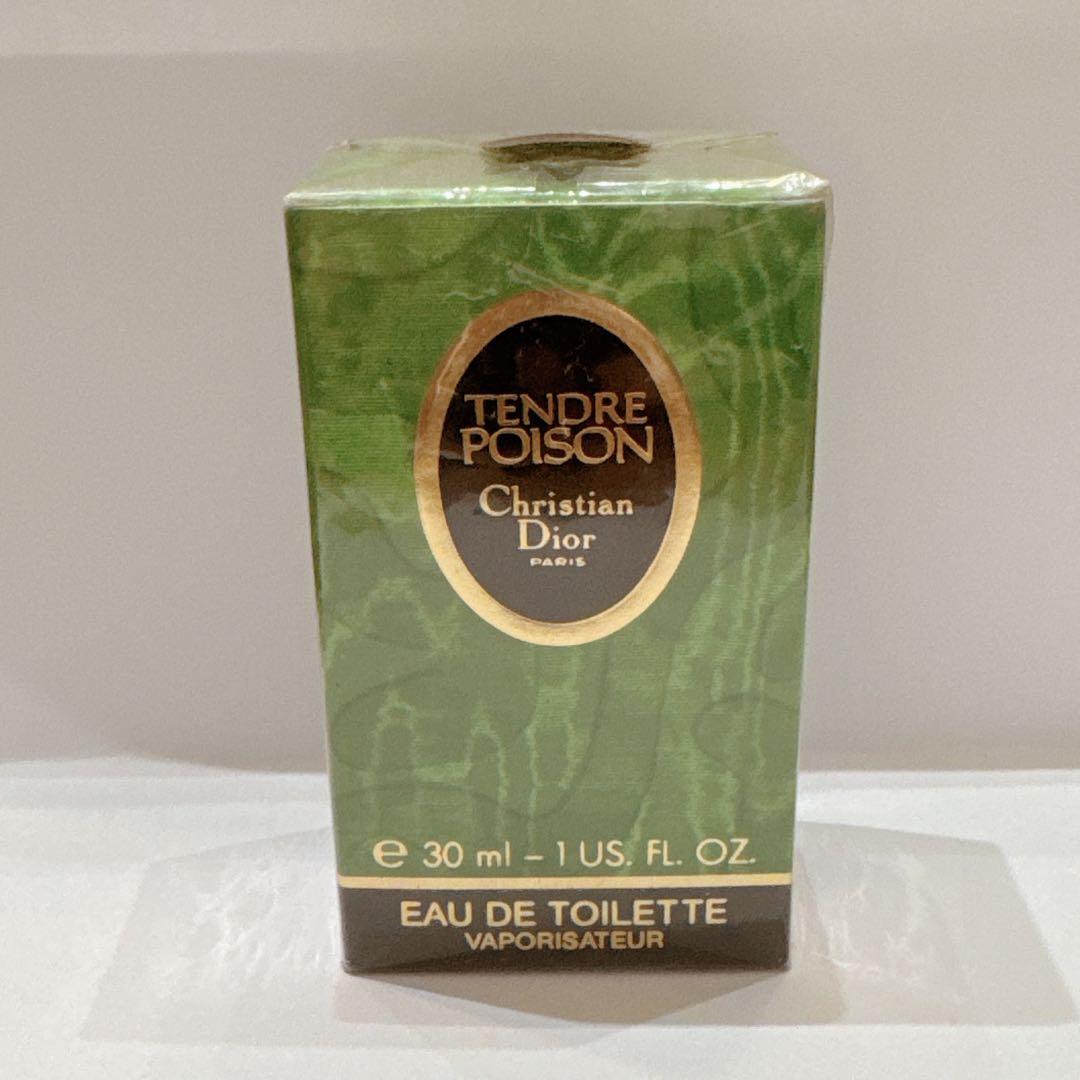 TENDRE
POISON
Christian
Dior
PARIS
e 30 ml – 1 US. FL. OZ.
EAU DE TOILETTE
VAPORISATEUR